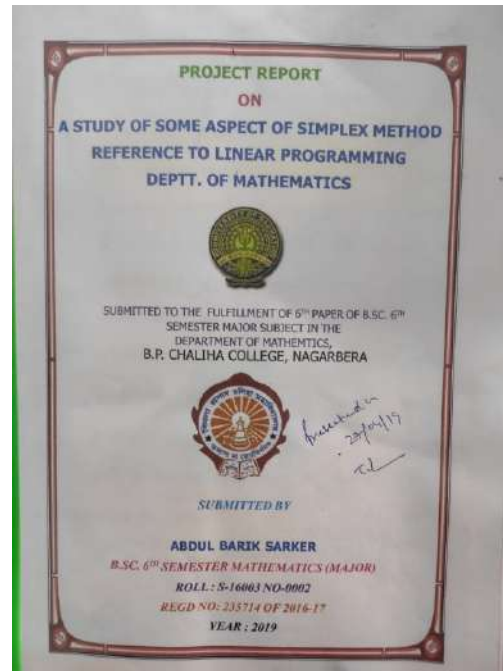 PROJECT REPORT
ON
A STUDY OF SOME ASPECT OF SIMPLEX METHOD
REFERENCE TO LINEAR PROGRAMMING
DEPTT. OF MATHEMATICS
SUBMITTED TO THE FULFILLMENT OF 6TH PAPER OF B.SC. 6TH
SEMESTER MAJOR SUBJECT IN THE
DEPARTMENT OF MATHEMTICS,
B.P. CHALIHA COLLEGE, NAGARBERA
SUBMITTED BY
ABDUL BARIK SARKER
B.SC. 6TH SEMESTER MATHEMATICS (MAJOR)
ROLL : S-16003 NO-0002
REGD NO: 235714 OF 2016-17
YEAR : 2019